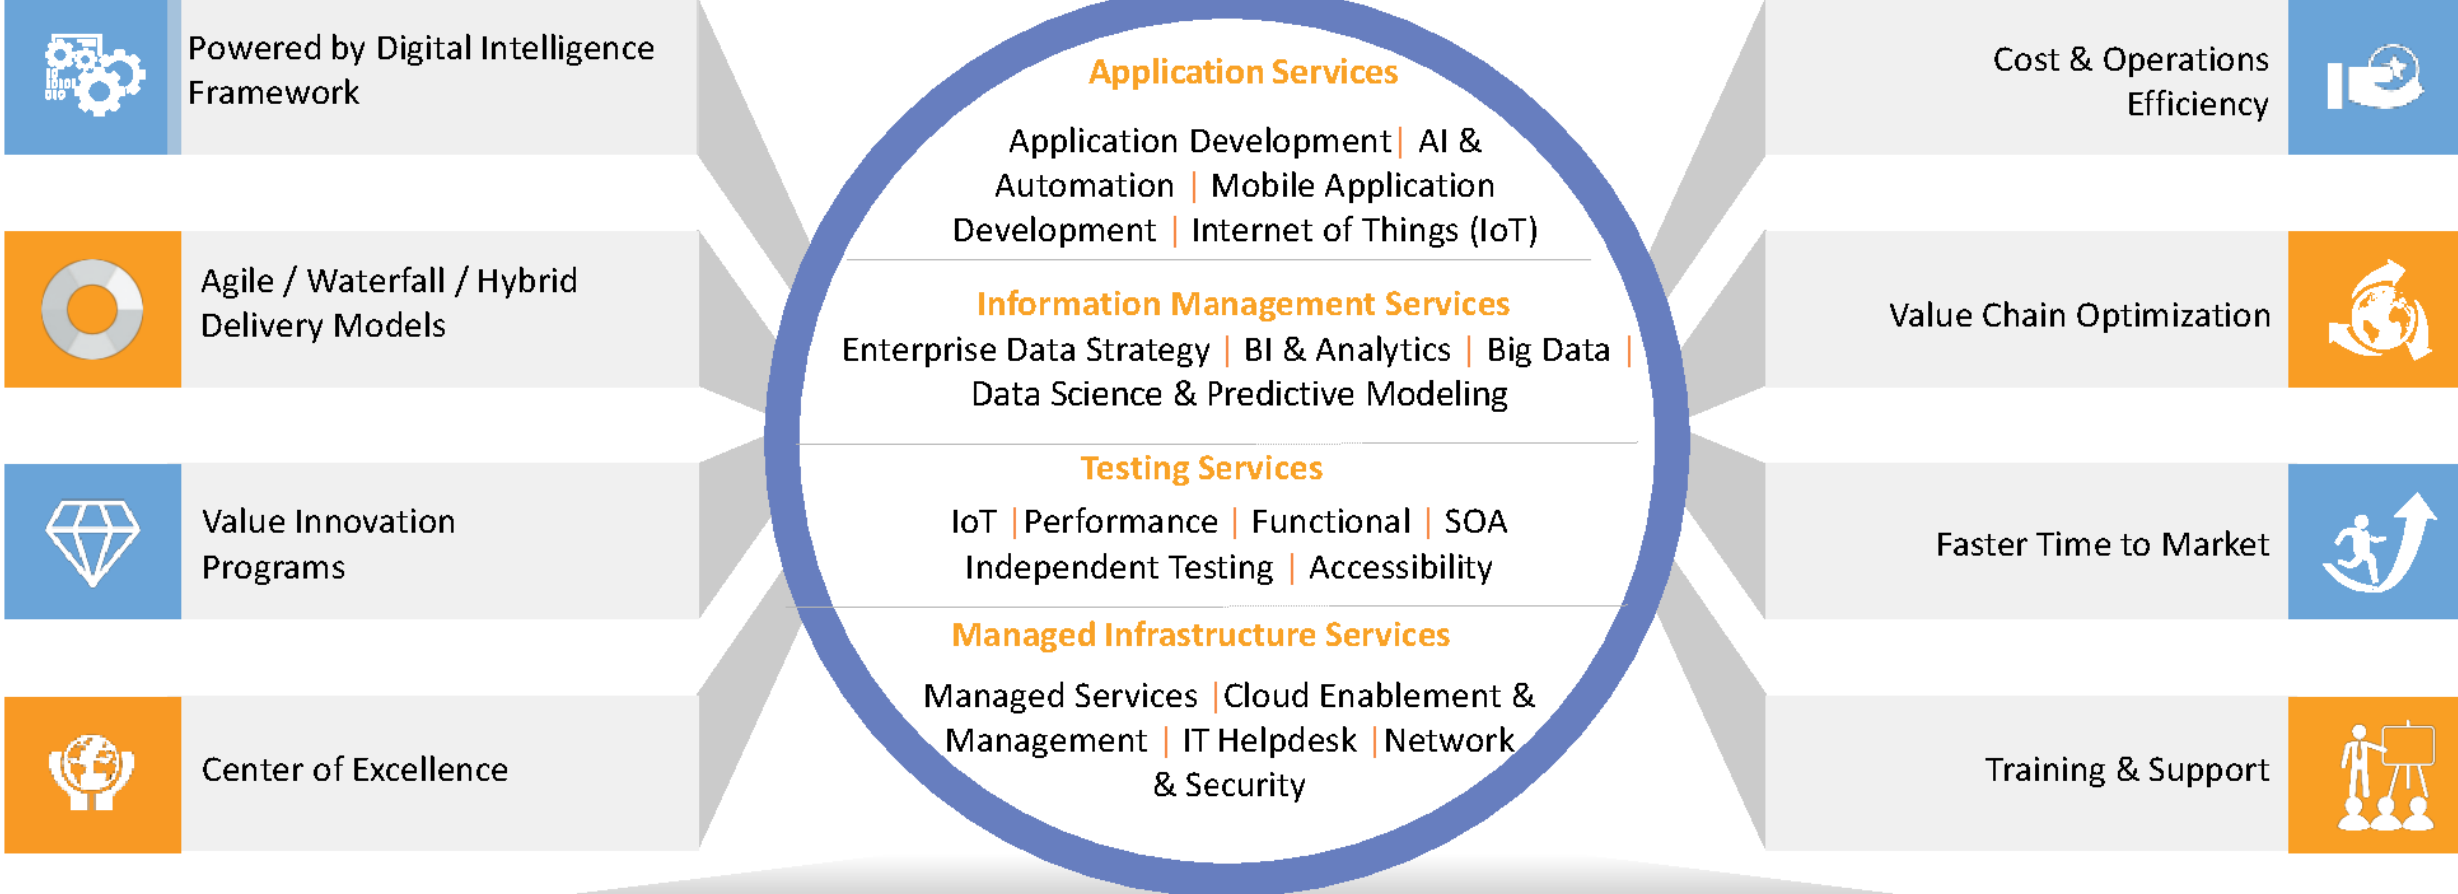 Powered by Digital Intelligence
Framework
Agile / Waterfall / Hybrid
Delivery Models
Value Innovation
Programs
Center of Excellence
Application Services
Application Development| AI &
Automation | Mobile Application
Development | Internet of Things (IoT)
Information Management Services
Enterprise Data Strategy | BI & Analytics | Big Data |
Data Science & Predictive Modeling
Testing Services
IoT |Performance | Functional | SOA
Independent Testing | Accessibility
Managed Infrastructure Services
Managed Services |Cloud Enablement &
Management | IT Helpdesk |Network
& Security
Cost & Operations
Efficiency
Value Chain Optimization
Faster Time to Market
Training & Support